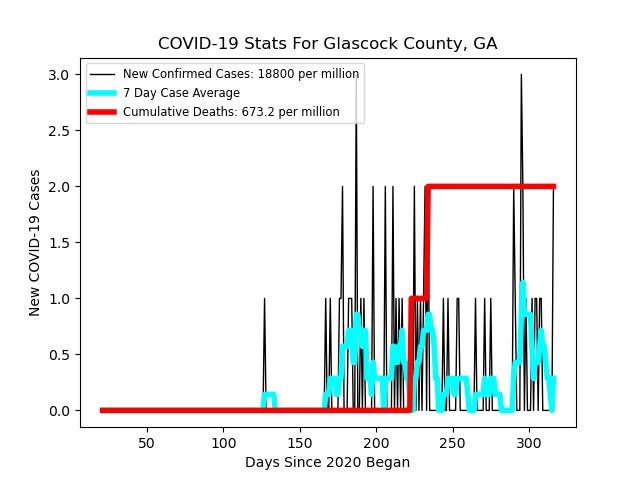 COVID-19 Stats For Glascock County, GA
New Confirmed Cases: 18800 per million
7 Day Case Average
Cumulative Deaths: 673.2 per million
New COVID-19 Cases
3.0
2.5
2.0
1.5
1.0
0.5
0.0
50 100 150 200 250 300
Days Since 2020 Began